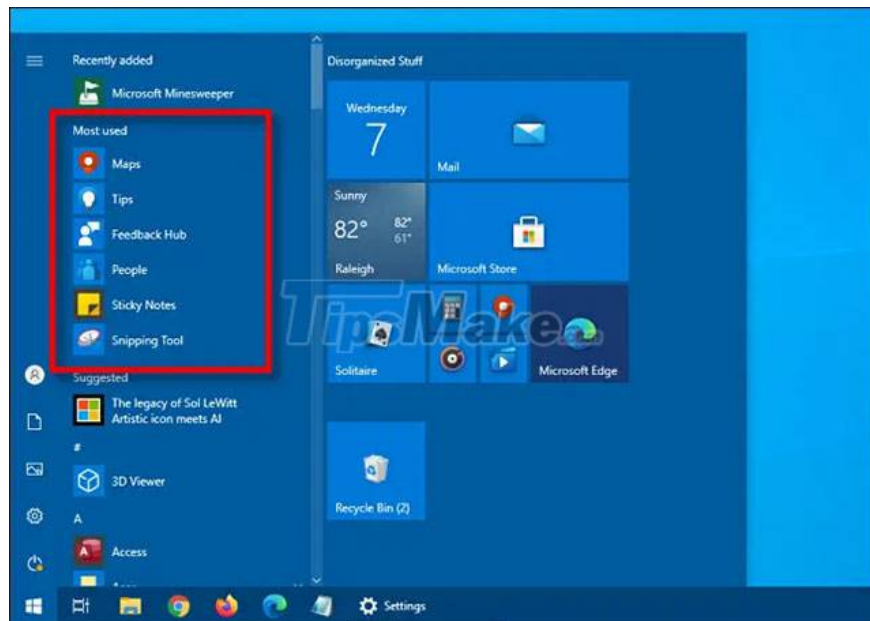 Recently added
Microsoft Minesweeper
Most used
Maps
Tips
Feedback Hub
People
Sticky Notes
Snipping Tool
Suggested
The legacy of Sol LeWitt
Artistic icon meets AI
#
3D Viewer
A
Access
Disorganized Stuff
Wednesday
7
Mail
Sunny
82° 82°
61°
Raleigh
Microsoft Store
TipsMake.com
Solitaire
Microsoft Edge
Recycle Bin (2)
Settings